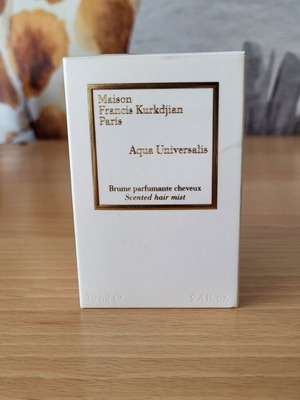 Maison
Francis Kurkdjian
Paris
Aqua Universalis
Brume parfumante cheveux
Scented hair mist